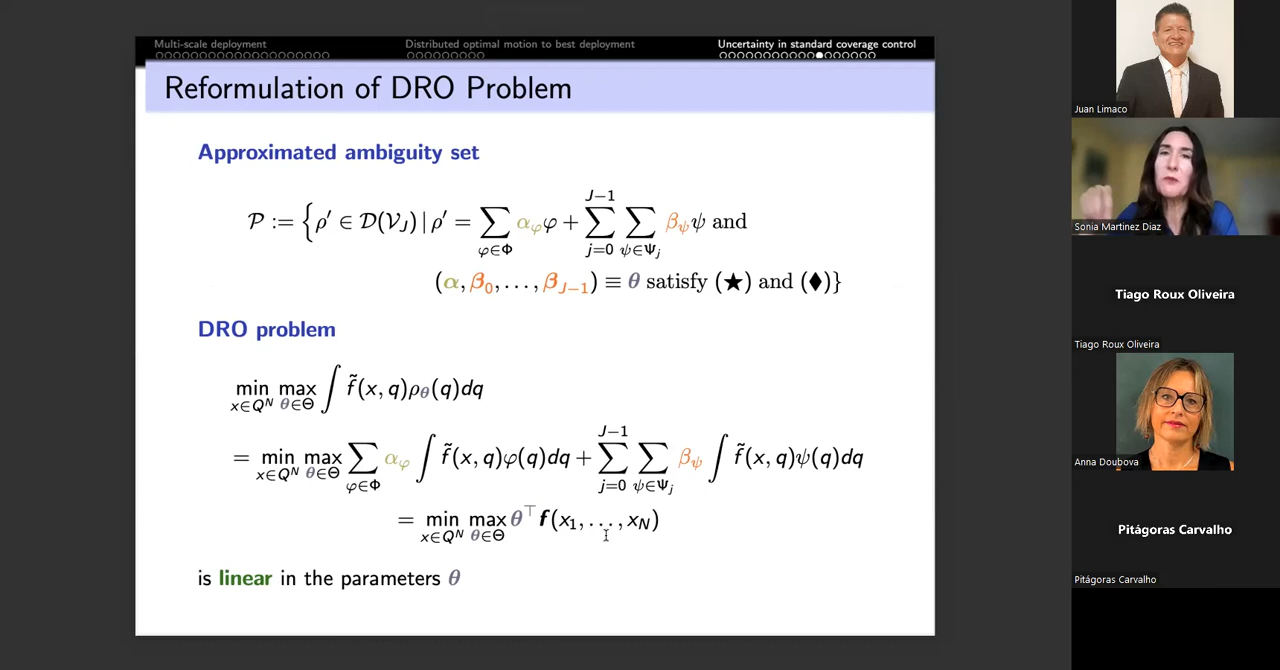 Multi-scale deployment
Distributed optimal motion to best deployment
Uncertainty in standard coverage control
Reformulation of DRO Problem
Approximated ambiguity set
𝒫 := {ρ′ ∈ 𝒟(𝒱_J) | ρ′ = ∑_{φ∈Φ} α_φ φ + ∑_{j=0}^{J−1} ∑_{ψ∈Ψ_j} β_ψ ψ and
(α, β_0, . . . , β_{J−1}) ≡ θ satisfy (★) and (♦)}
DRO problem
min_{x∈Q^N} max_{θ∈Θ} ∫ f̃(x, q)ρ_θ(q)dq
= min_{x∈Q^N} max_{θ∈Θ} ∑_{φ∈Φ} α_φ ∫ f̃(x, q)φ(q)dq + ∑_{j=0}^{J−1} ∑_{ψ∈Ψ_j} β_ψ ∫ f̃(x, q)ψ(q)dq
= min_{x∈Q^N} max_{θ∈Θ} θ^⊤ f(x_1, . . . , x_N)
is linear in the parameters θ
Juan Limaco
Sonia Martinez Diaz
Tiago Roux Oliveira
Tiago Roux Oliveira
Anna Doubova
Pitágoras Carvalho
Pitágoras Carvalho